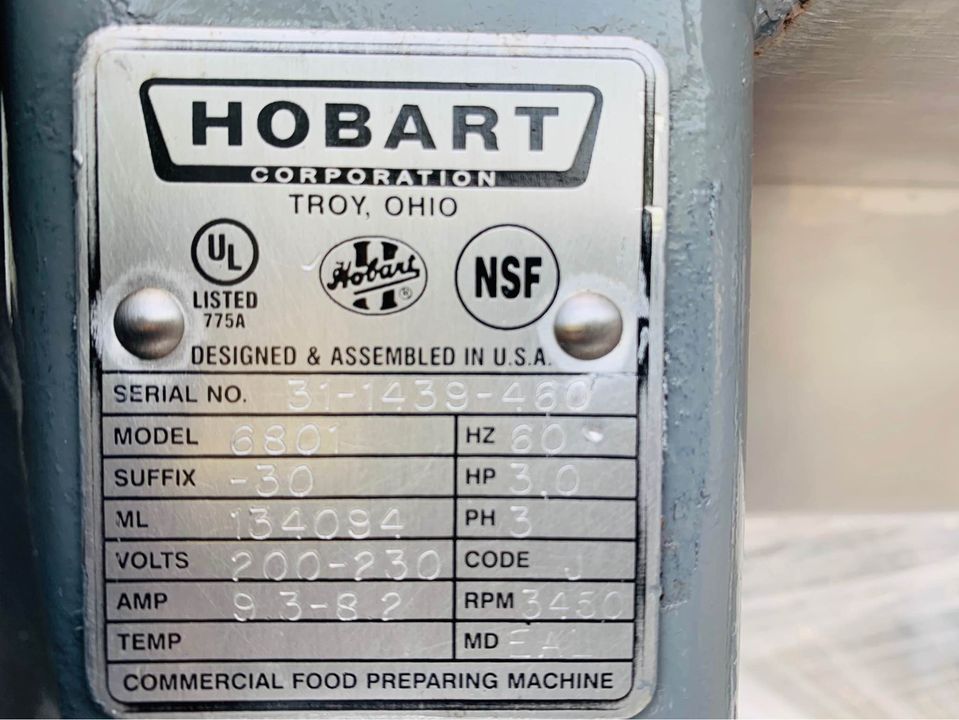 HOBART
CORPORATION
TROY, OHIO
UL Hobart ® NSF
LISTED
775A
DESIGNED & ASSEMBLED IN U.S.A.
SERIAL NO. 31-1439-460
MODEL 6801 HZ 60
SUFFIX -30 HP 3.0
ML 134094 PH 3
VOLTS 200-230 CODE J
AMP 9.3-8.2 RPM 3450
TEMP MD
COMMERCIAL FOOD PREPARING MACHINE